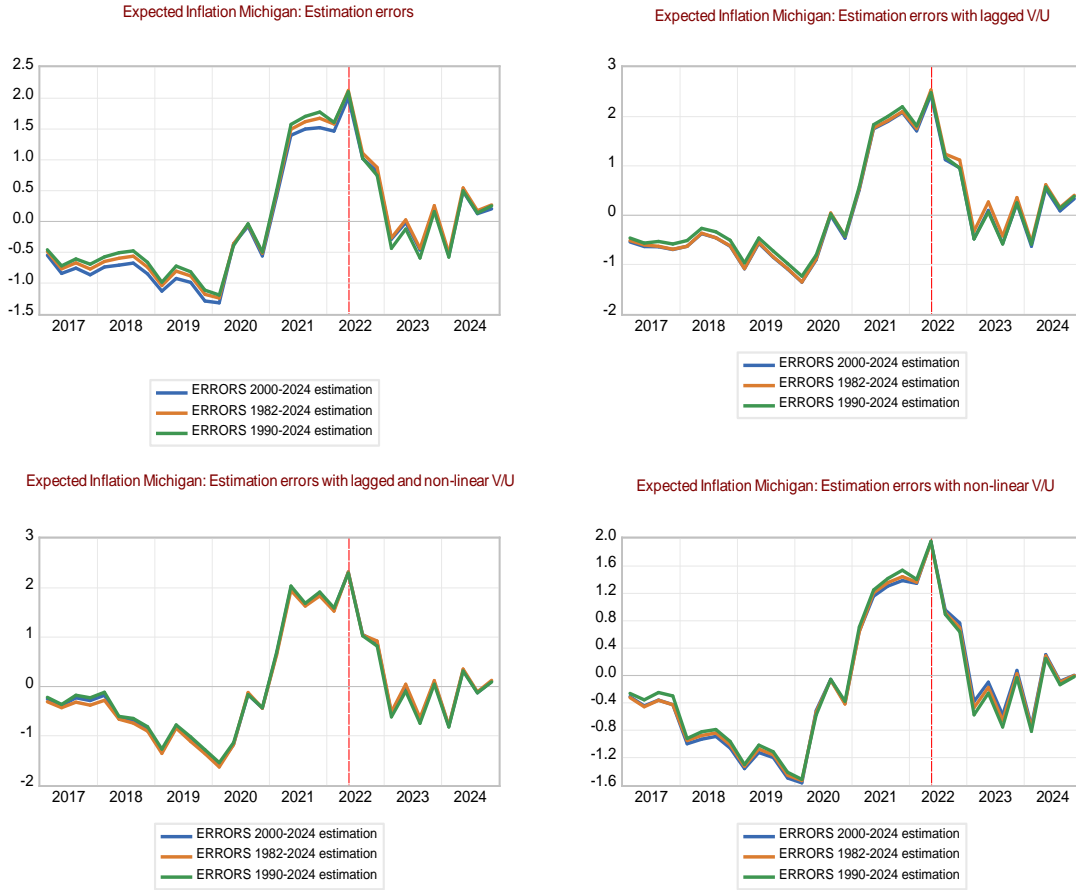 Expected Inflation Michigan: Estimation errors
2.5
2.0
1.5
1.0
0.5
0.0
-0.5
-1.0
-1.5
2017 2018 2019 2020 2021 2022 2023 2024
ERRORS 2000-2024 estimation
ERRORS 1982-2024 estimation
ERRORS 1990-2024 estimation
Expected Inflation Michigan: Estimation errors with lagged V/U
3
2
1
0
-1
-2
2017 2018 2019 2020 2021 2022 2023 2024
ERRORS 2000-2024 estimation
ERRORS 1982-2024 estimation
ERRORS 1990-2024 estimation
Expected Inflation Michigan: Estimation errors with lagged and non-linear V/U
3
2
1
0
-1
-2
2017 2018 2019 2020 2021 2022 2023 2024
ERRORS 2000-2024 estimation
ERRORS 1982-2024 estimation
ERRORS 1990-2024 estimation
Expected Inflation Michigan: Estimation errors with non-linear V/U
2.0
1.6
1.2
0.8
0.4
0.0
-0.4
-0.8
-1.2
-1.6
2017 2018 2019 2020 2021 2022 2023 2024
ERRORS 2000-2024 estimation
ERRORS 1982-2024 estimation
ERRORS 1990-2024 estimation